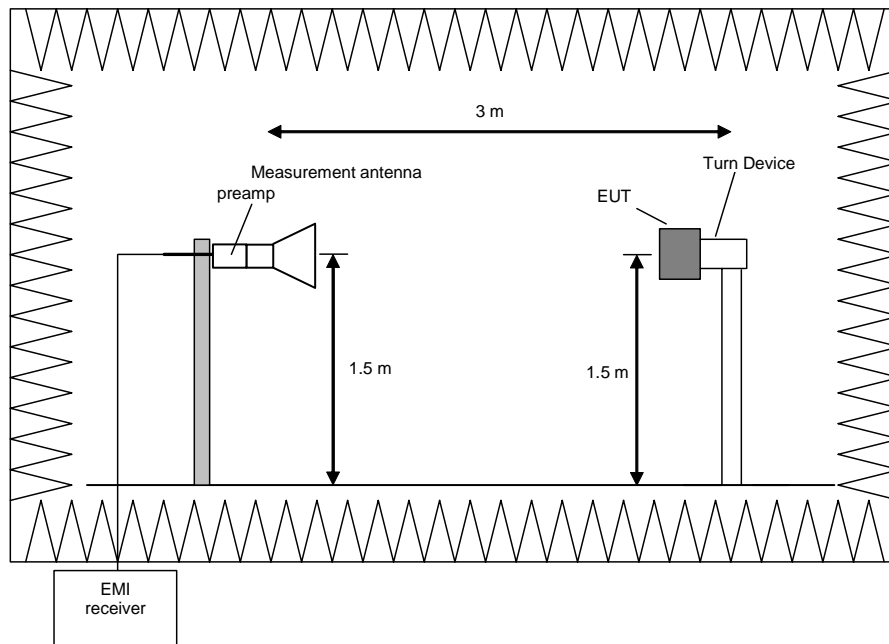 3 m
Measurement antenna
preamp
Turn Device
EUT
1.5 m
1.5 m
EMI
receiver